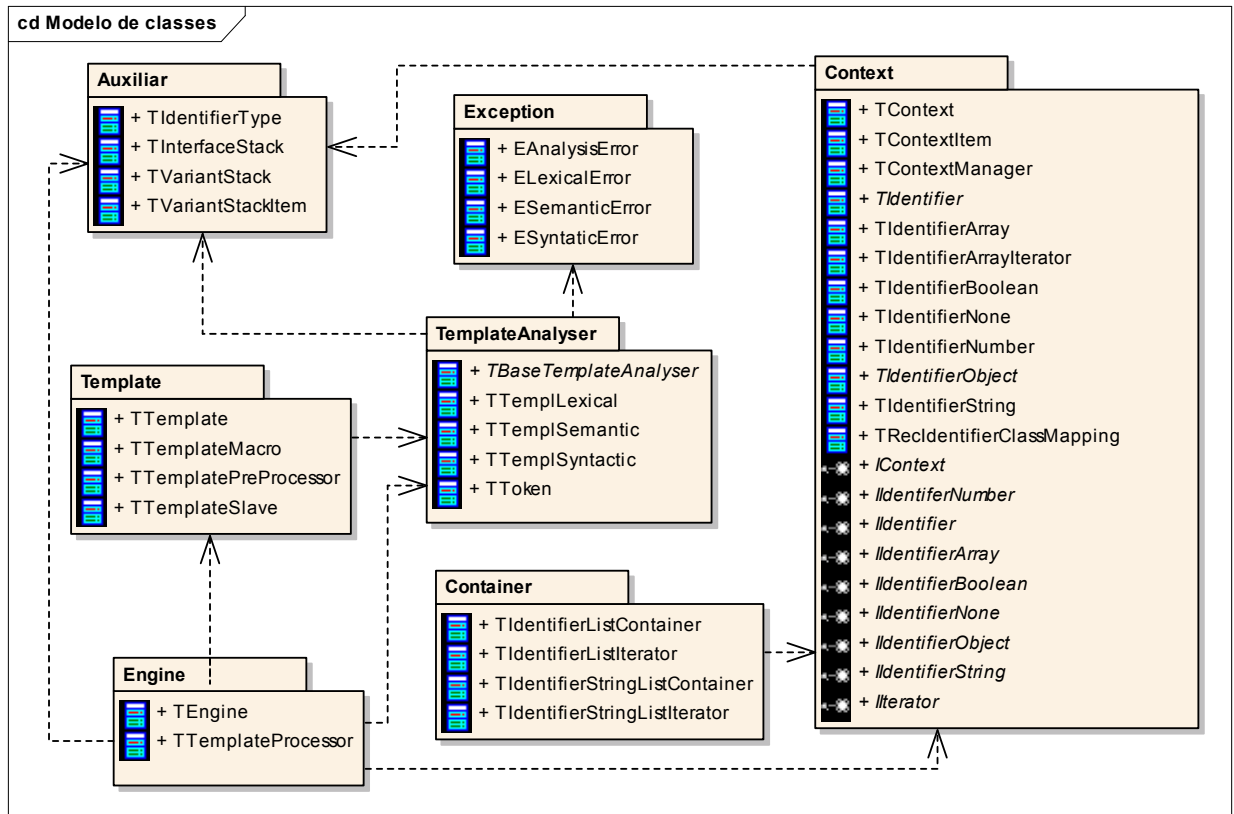 cd Modelo de classes
Auxiliar
+ TIdentifierType
+ TInterfaceStack
+ TVariantStack
+ TVariantStackItem
Exception
+ EAnalysisError
+ ELexicalError
+ ESemanticError
+ ESyntaticError
Context
+ TContext
+ TContextItem
+ TContextManager
+ TIdentifier
+ TIdentifierArray
+ TIdentifierArrayIterator
+ TIdentifierBoolean
+ TIdentifierNone
+ TIdentifierNumber
+ TIdentifierObject
+ TIdentifierString
+ TRecIdentifierClassMapping
+ IContext
+ IIdentiferNumber
+ IIdentifier
+ IIdentifierArray
+ IIdentifierBoolean
+ IIdentifierNone
+ IIdentifierObject
+ IIdentifierString
+ IIterator
TemplateAnalyser
+ TBaseTemplateAnalyser
+ TTemplLexical
+ TTemplSemantic
+ TTemplSyntactic
+ TToken
Template
+ TTemplate
+ TTemplateMacro
+ TTemplatePreProcessor
+ TTemplateSlave
Container
+ TIdentifierListContainer
+ TIdentifierListIterator
+ TIdentifierStringListContainer
+ TIdentifierStringListIterator
Engine
+ TEngine
+ TTemplateProcessor